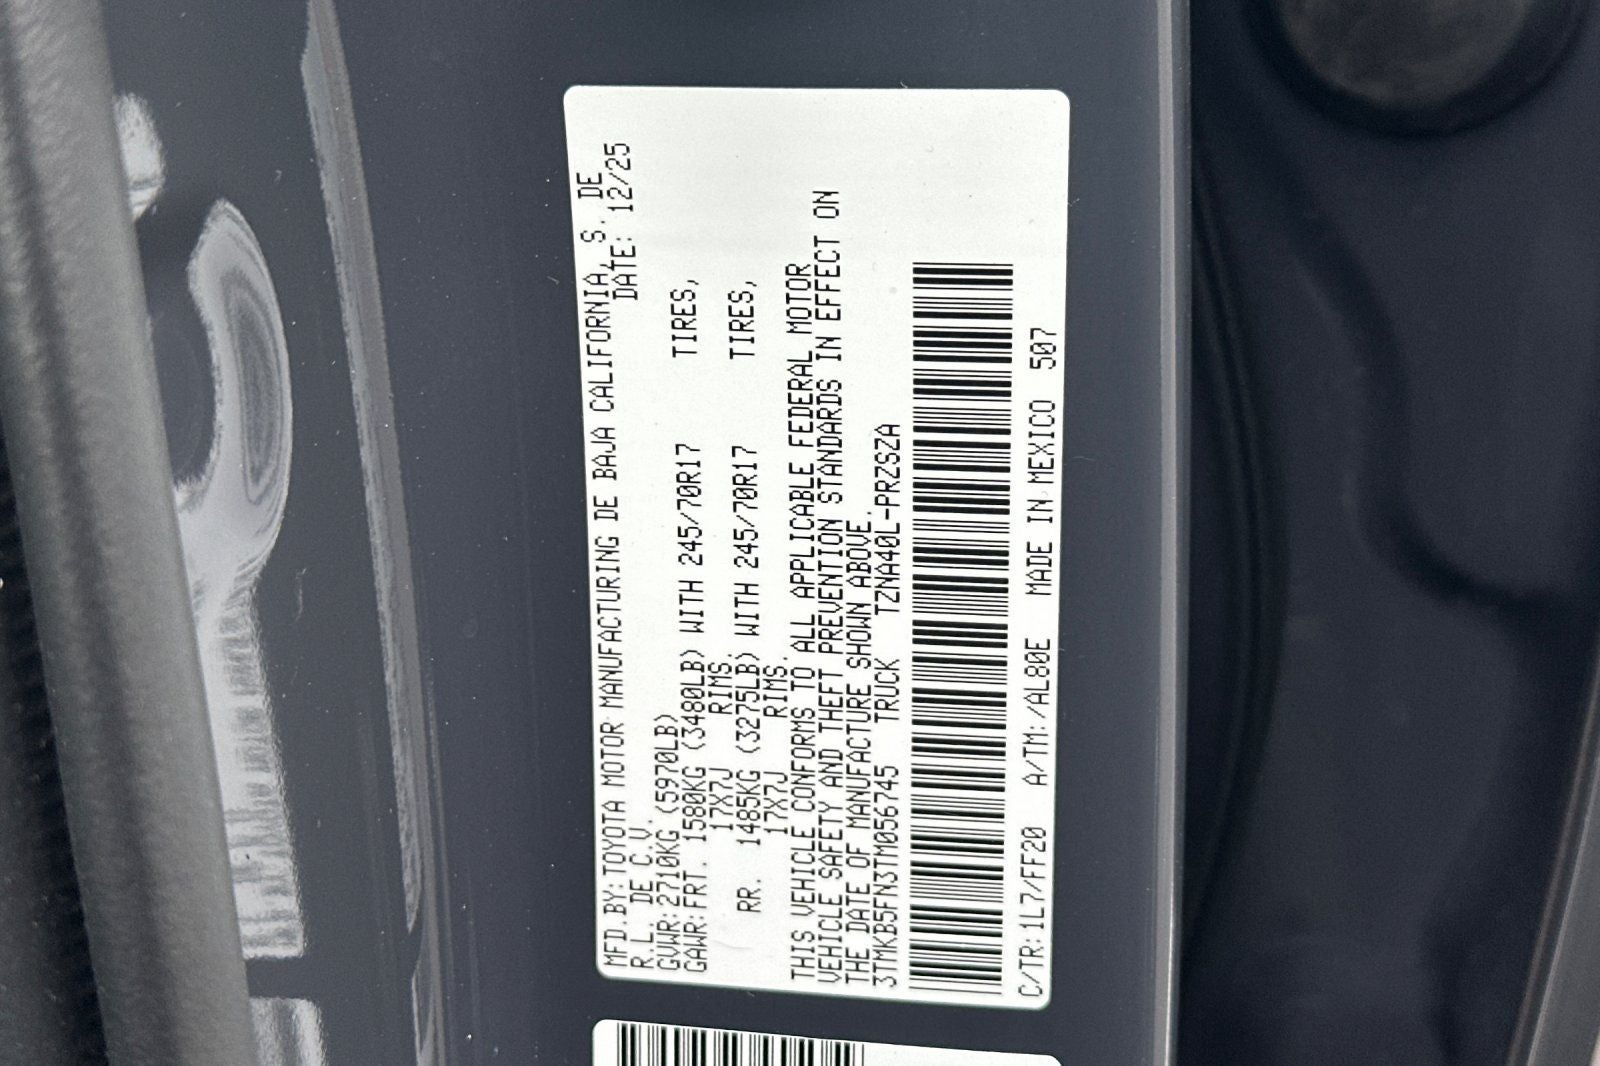 MFD.BY:TOYOTA MOTOR MANUFACTURING DE BAJA CALIFORNIA, S. DE
R.L. DE C.V. DATE: 12/25
GVWR:2710KG(5970LB)
GAWR:FRT. 1580KG (3480LB) WITH 245/70R17 TIRES,
17X7J RIMS.
RR. 1485KG (3275LB) WITH 245/70R17 TIRES,
17X7J RIMS.
THIS VEHICLE CONFORMS TO ALL APPLICABLE FEDERAL MOTOR
VEHICLE SAFETY AND THEFT PREVENTION STANDARDS IN EFFECT ON
THE DATE OF MANUFACTURE SHOWN ABOVE.
3TMKB5FN3TM056745 TRUCK TZNA40L-PRZSZA
C/TR:1L7/FF20 A/TM:/AL80E MADE IN MEXICO 507